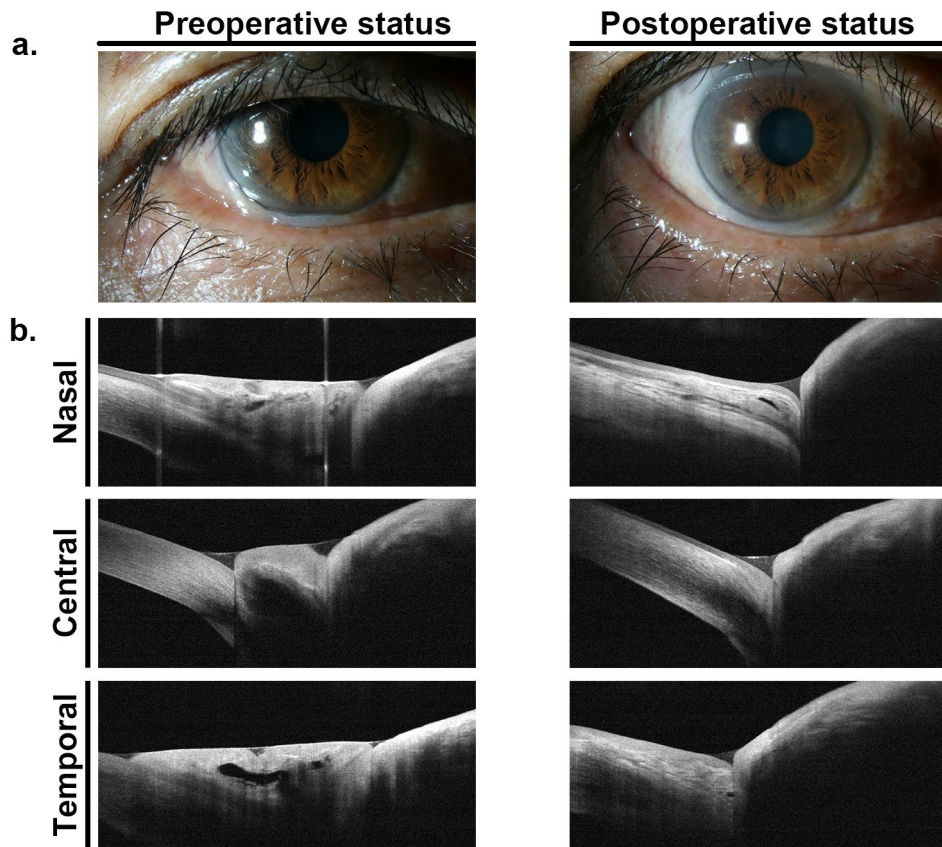 Preoperative status
Postoperative status
a.
b.
Nasal
Central
Temporal